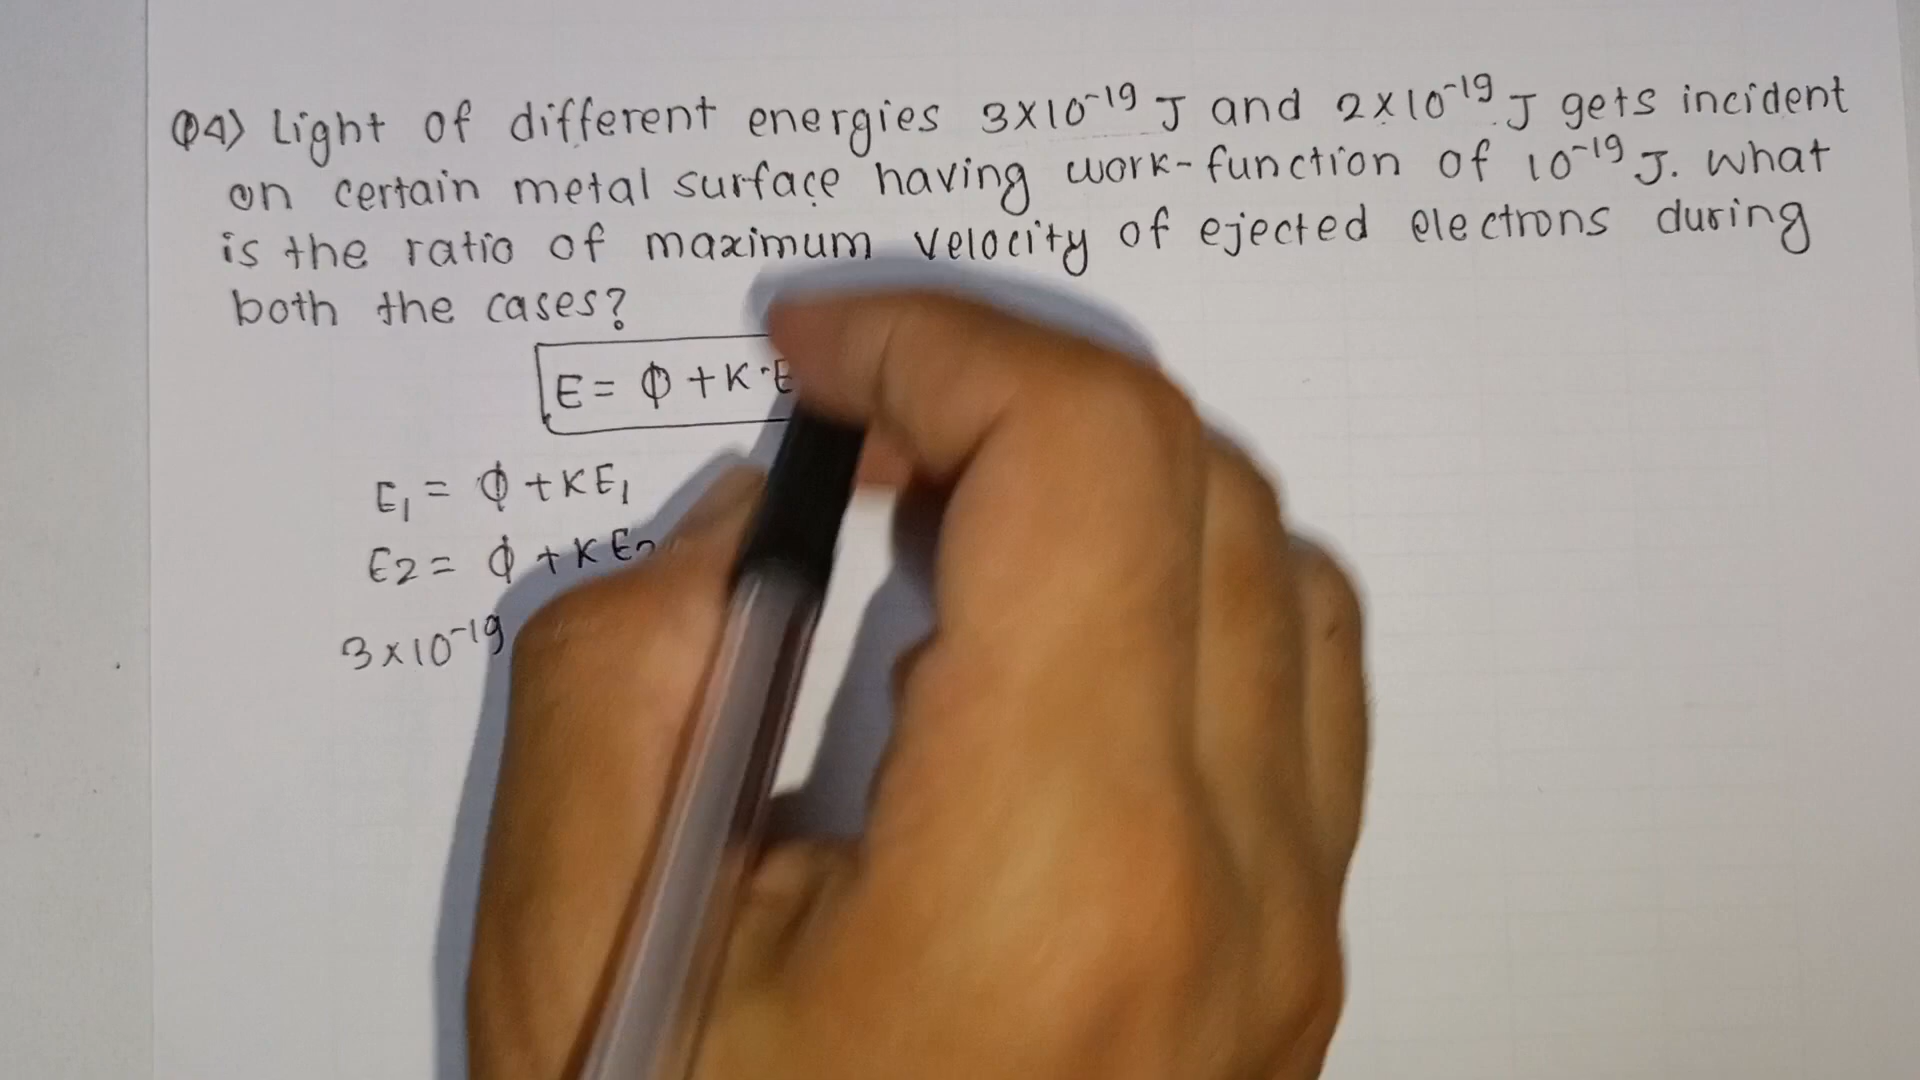 Q4) Light of different energies 3×10⁻¹⁹ J and 2×10⁻¹⁹ J gets incident
on certain metal surface having work-function of 10⁻¹⁹ J. What
is the ratio of maximum velocity of ejected electrons during
both the cases?
E = ϕ + K·E
E₁ = ϕ + KE₁
E₂ = ϕ + KE₂
3×10⁻¹⁹